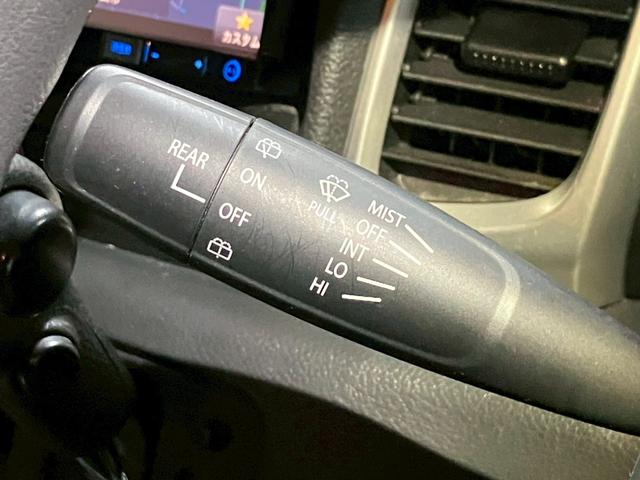 カスタム
REAR
ON
OFF
PULL
MIST
OFF
INT
LO
HI